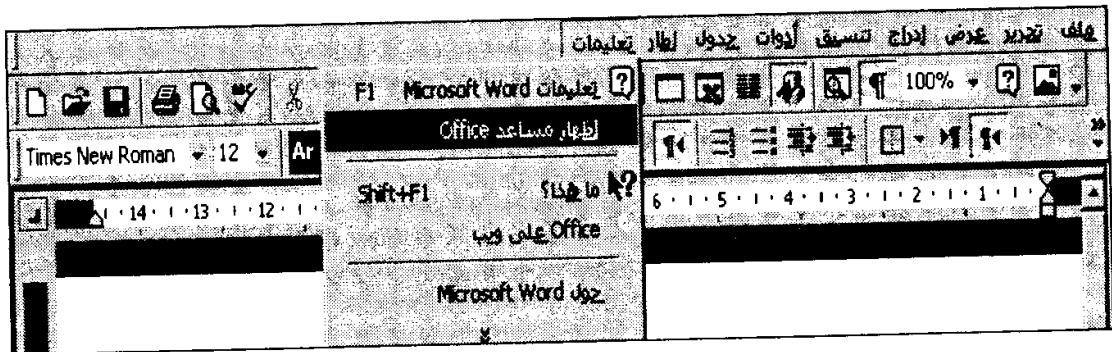 ملف تحرير عرض إدراج تنسيق أدوات جدول إطار تعليمات
تعليمات Microsoft Word F1
إظهار مساعد Office
ما هذا؟ Shift+F1
Office على ويب
حول Microsoft Word
100%
ABC
Times New Roman 12 Ar
14 13 12
6 5 4 3 2 1